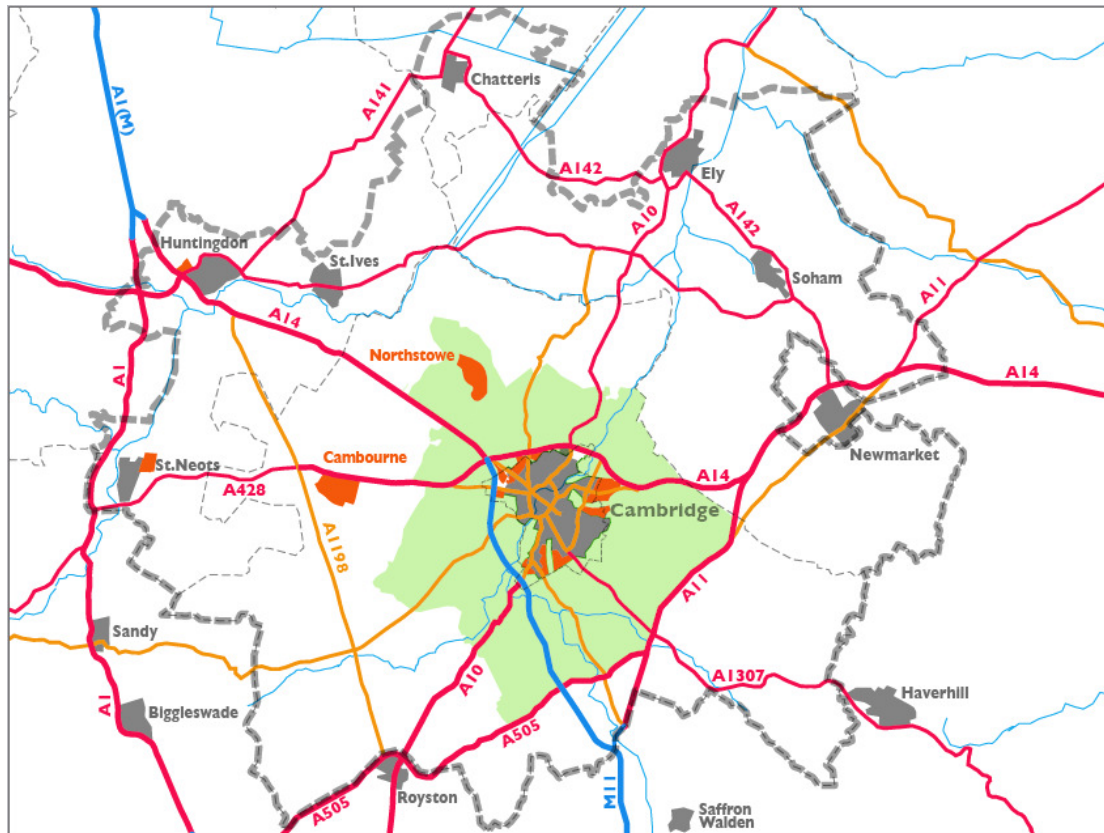 Chatteris
A141
A1(M)
A142
Ely
A10
A142
Huntingdon
St.Ives
Soham
A11
A14
A14
Northstowe
A1
Newmarket
St.Neots
Cambourne
A428
A14
Cambridge
A1198
A11
Sandy
A10
A1307
Haverhill
A1
Biggleswade
A505
M11
Royston
A505
Saffron
Walden